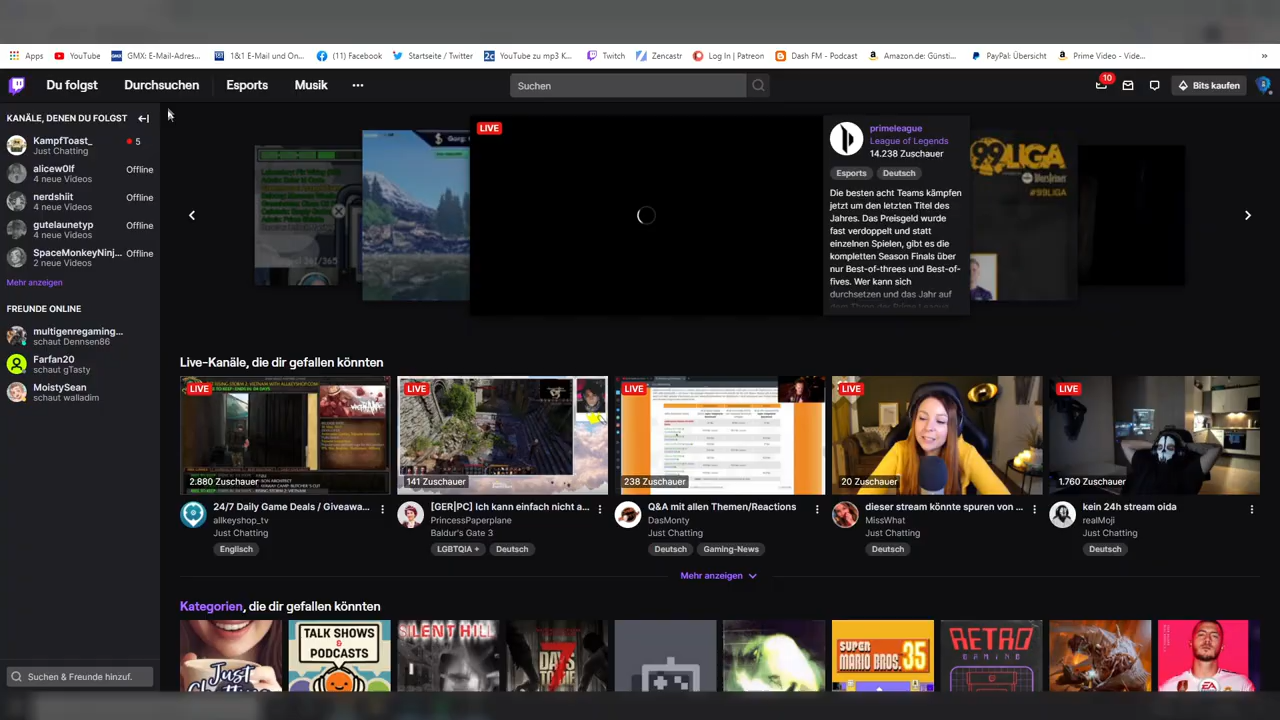 Apps
YouTube
GMX: E-Mail-Adres...
1&1 E-Mail und On...
(11) Facebook
Startseite / Twitter
YouTube zu mp3 K...
Twitch
Zencastr
Log In | Patreon
Dash FM - Podcast
Amazon.de: Günsti...
PayPal: Übersicht
Prime Video - Vide...
»
Du folgst
Durchsuchen
Esports
Musik
Suchen
10
Bits kaufen
KANÄLE, DENEN DU FOLGST
KampfToast_
5
Just Chatting
alicew0lf
Offline
4 neue Videos
nerdshiit
Offline
4 neue Videos
gutelaunetyp
Offline
4 neue Videos
SpaceMonkeyNinj...
Offline
2 neue Videos
Mehr anzeigen
FREUNDE ONLINE
multigenregaming...
schaut Dennsen86
Farfan20
schaut gTasty
MoistySean
schaut walladim
Suchen & Freunde hinzuf.
LIVE
primeleague
League of Legends
14.238 Zuschauer
Esports
Deutsch
Die besten acht Teams kämpfen
jetzt um den letzten Titel des
Jahres. Das Preisgeld wurde
fast verdoppelt und statt
einzelnen Spielen, gibt es die
kompletten Season Finals über
nur Best-of-threes und Best-of-
fives. Wer kann sich
durchsetzen und das Jahr auf
99LIGA
#99LIGA
Live-Kanäle, die dir gefallen könnten
LIVE
2.880 Zuschauer
24/7 Daily Game Deals / Giveawa...
allkeyshop_tv
Just Chatting
Englisch
LIVE
141 Zuschauer
[GER|PC] Ich kann einfach nicht a...
PrincessPaperplane
Baldur's Gate 3
LGBTQIA +
Deutsch
LIVE
238 Zuschauer
Q&A mit allen Themen/Reactions
DasMonty
Just Chatting
Deutsch
Gaming-News
LIVE
20 Zuschauer
dieser stream könnte spuren von ...
MissWhat
Just Chatting
Deutsch
LIVE
1.760 Zuschauer
kein 24h stream oida
realMoji
Just Chatting
Deutsch
Mehr anzeigen
Kategorien, die dir gefallen könnten
Just
TALK SHOWS
&
PODCASTS
SILENT HILL
7 DAYS
SUPER
MARIO BROS. 35
RETRO
GAMING
EA